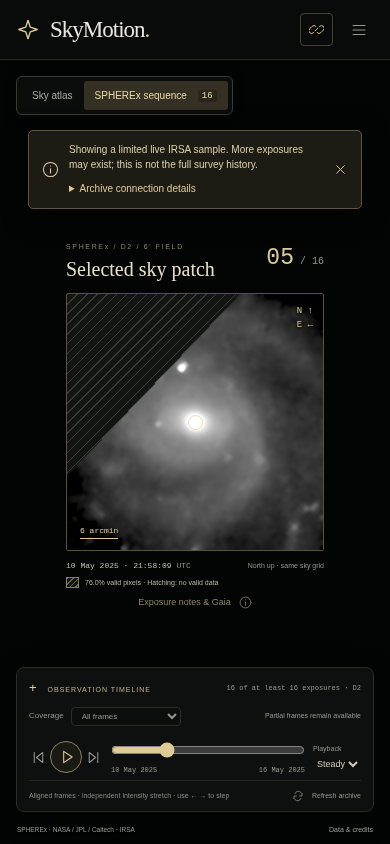 SkyMotion.
Sky atlas
SPHEREx sequence 16
Showing a limited live IRSA sample. More exposures
may exist; this is not the full survey history.
▶ Archive connection details
SPHEREx / D2 / 6′ FIELD
Selected sky patch
05 / 16
N ↑
E ←
6 arcmin
10 May 2025 · 21:58:09 UTC
North up · same sky grid
76.0% valid pixels · Hatching: no valid data
Exposure notes & Gaia
+ OBSERVATION TIMELINE
16 of at least 16 exposures · D2
Coverage All frames
Partial frames remain available
Playback
Steady
10 May 2025
16 May 2025
Aligned frames · Independent intensity stretch · use ← → to step
Refresh archive
SPHEREx · NASA / JPL / Caltech · IRSA
Data & credits